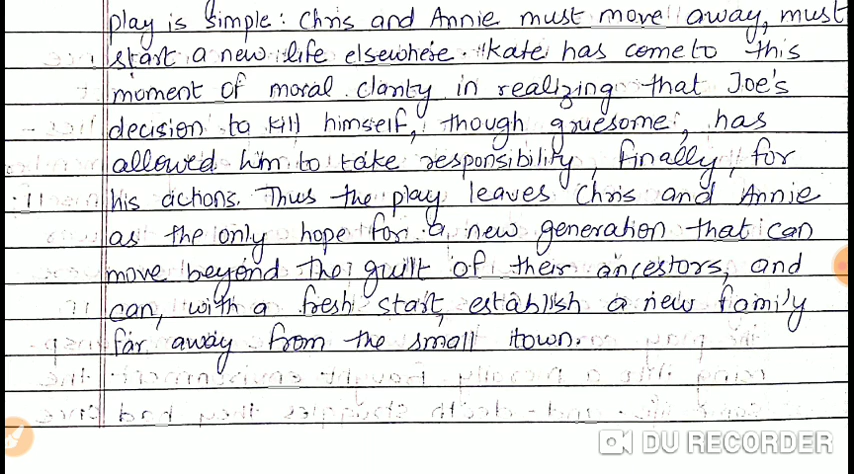 play is simple: Chris and Annie must move away, must
start a new life elsewhere. Kate has come to this
moment of moral clarity in realizing that Joe's
decision to kill himself, though gruesome, has
allowed him to take responsibility, finally, for
his actions. Thus the play leaves Chris and Annie
as the only hope for a new generation that can
move beyond the guilt of their ancestors, and
can, with a fresh start, establish a new family
far away from the small town.
DU RECORDER